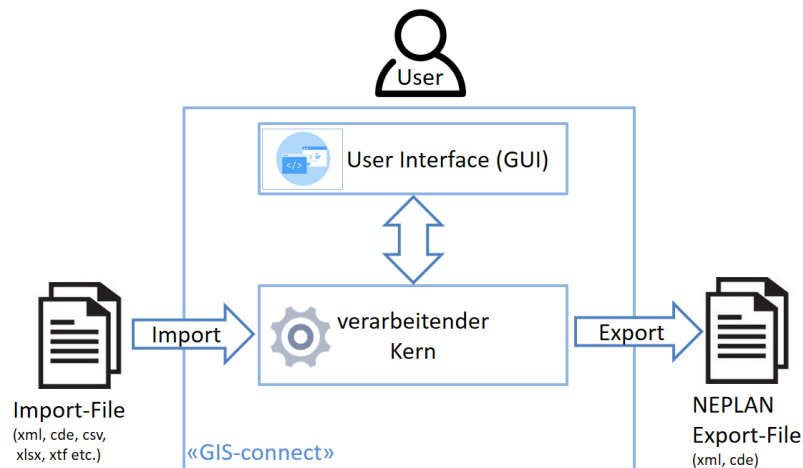 User
</>
User Interface (GUI)
verarbeitender
Kern
Import
Export
Import-File
(xml, cde, csv,
xlsx, xtf etc.)
«GIS-connect»
NEPLAN
Export-File
(xml, cde)